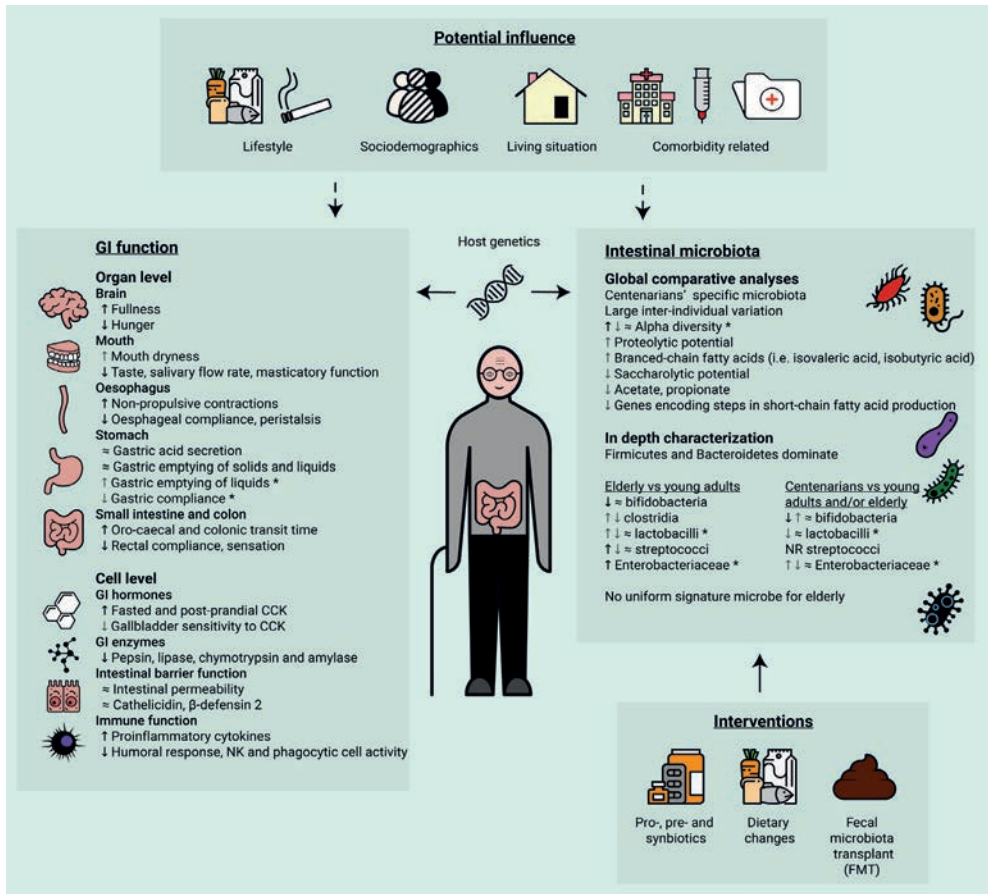 Potential influence
Lifestyle
Sociodemographics
Living situation
Comorbidity related
GI function
Organ level
Brain
↑ Fullness
↓ Hunger
Mouth
↑ Mouth dryness
↓ Taste, salivary flow rate, masticatory function
Oesophagus
↑ Non-propulsive contractions
↓ Oesophageal compliance, peristalsis
Stomach
≈ Gastric acid secretion
≈ Gastric emptying of solids and liquids
↑ Gastric emptying of liquids *
↓ Gastric compliance *
Small intestine and colon
↑ Oro-caecal and colonic transit time
↓ Rectal compliance, sensation
Cell level
GI hormones
↑ Fasted and post-prandial CCK
↓ Gallbladder sensitivity to CCK
GI enzymes
↓ Pepsin, lipase, chymotrypsin and amylase
Intestinal barrier function
≈ Intestinal permeability
≈ Cathelicidin, β-defensin 2
Immune function
↑ Proinflammatory cytokines
↓ Humoral response, NK and phagocytic cell activity
Host genetics
Intestinal microbiota
Global comparative analyses
Centenarians' specific microbiota
Large inter-individual variation
↑ ↓ ≈ Alpha diversity *
↑ Proteolytic potential
↑ Branced-chain fatty acids (i.e. isovaleric acid, isobutyric acid)
↓ Saccharolytic potential
↓ Acetate, propionate
↓ Genes encoding steps in short-chain fatty acid production
In depth characterization
Firmicutes and Bacteroidetes dominate
Elderly vs young adults
↓ ≈ bifidobacteria
↑ ↓ clostridia
↑ ↓ ≈ lactobacilli *
↑ ↓ ≈ streptococci
↑ Enterobacteriaceae *
Centenarians vs young
adults and/or elderly
↓ ↑ ≈ bifidobacteria
↓ ≈ lactobacilli *
NR streptococci
↑ ↓ ≈ Enterobacteriaceae *
No uniform signature microbe for elderly
Interventions
Pro-, pre- and
synbiotics
Dietary
changes
Fecal
microbiota
transplant
(FMT)